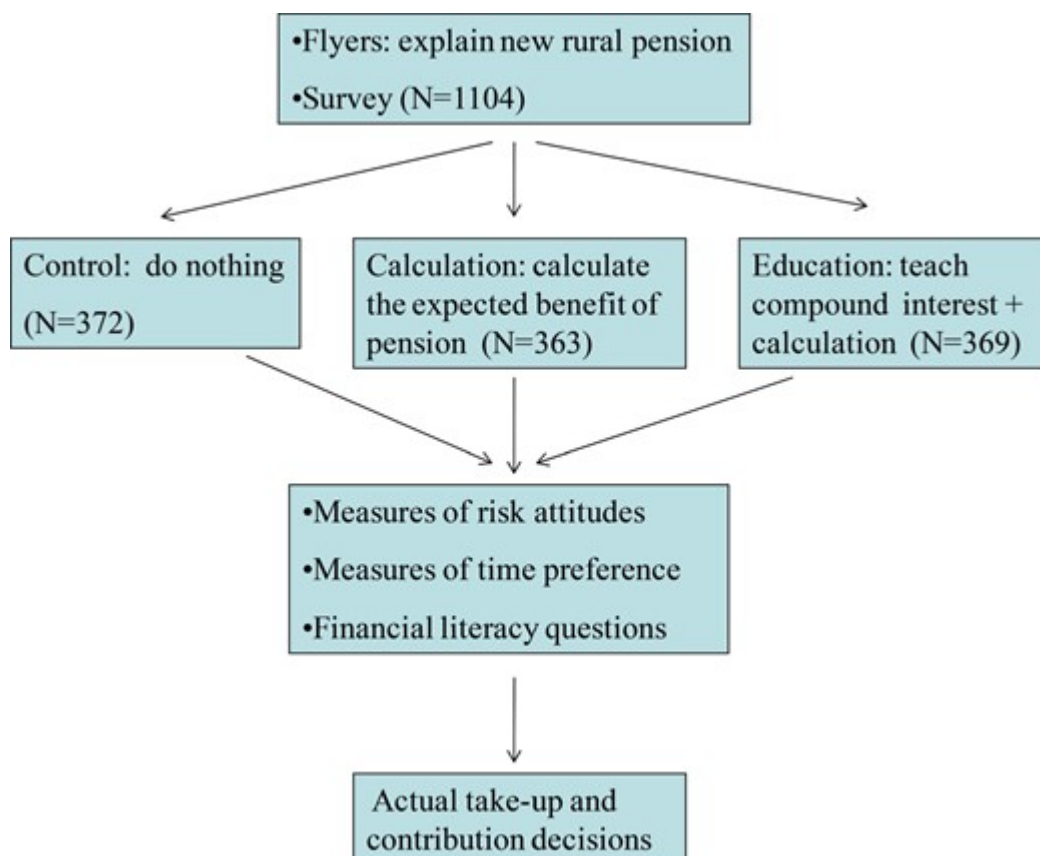 •Flyers: explain new rural pension
•Survey (N=1104)
Control: do nothing
(N=372)
Calculation: calculate
the expected benefit of
pension (N=363)
Education: teach
compound interest +
calculation (N=369)
•Measures of risk attitudes
•Measures of time preference
•Financial literacy questions
Actual take-up and
contribution decisions